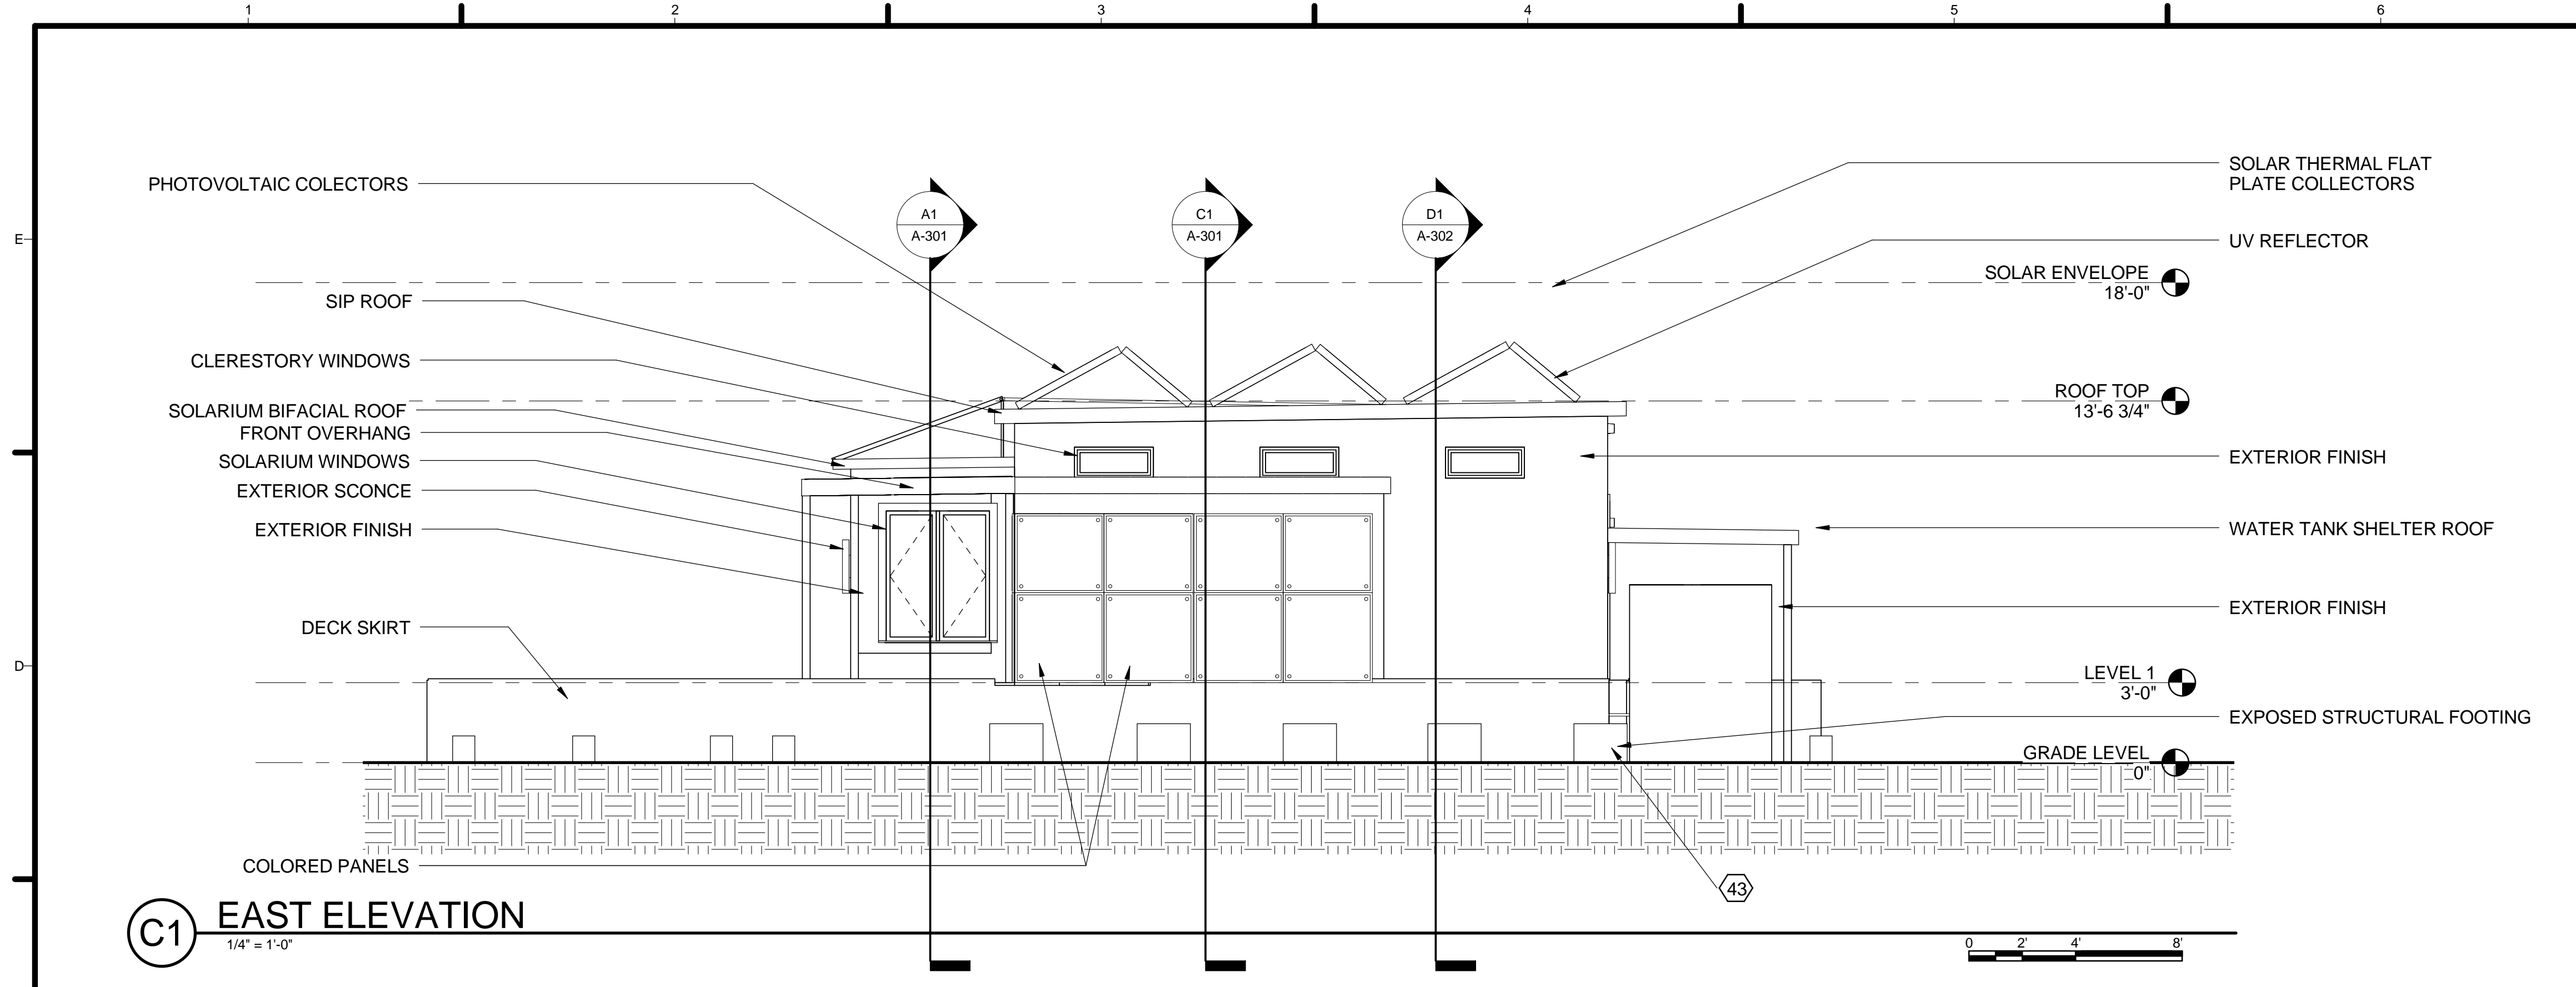 1 2 3 4 5 6
E
D
PHOTOVOLTAIC COLECTORS
SIP ROOF
CLERESTORY WINDOWS
SOLARIUM BIFACIAL ROOF
FRONT OVERHANG
SOLARIUM WINDOWS
EXTERIOR SCONCE
EXTERIOR FINISH
DECK SKIRT
COLORED PANELS
A1
A-301
C1
A-301
D1
A-302
SOLAR THERMAL FLAT
PLATE COLLECTORS
UV REFLECTOR
SOLAR ENVELOPE
18'-0"
ROOF TOP
13'-6 3/4"
EXTERIOR FINISH
WATER TANK SHELTER ROOF
EXTERIOR FINISH
LEVEL 1
3'-0"
EXPOSED STRUCTURAL FOOTING
GRADE LEVEL
0"
43
C1
EAST ELEVATION
1/4" = 1'-0"
0 2' 4' 8'